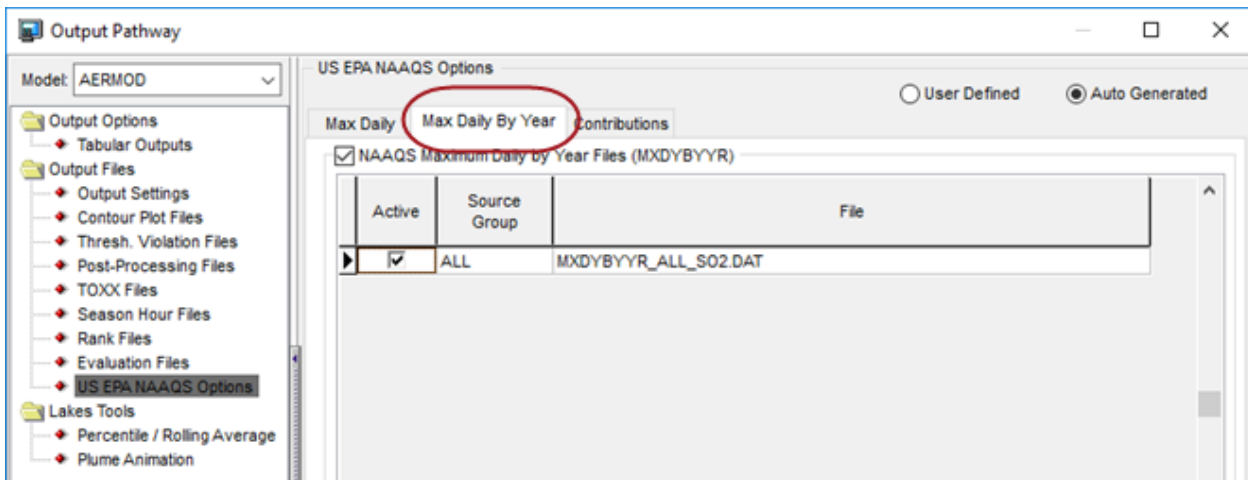 Output Pathway
Model: AERMOD
Output Options
Tabular Outputs
Output Files
Output Settings
Contour Plot Files
Thresh. Violation Files
Post-Processing Files
TOXX Files
Season Hour Files
Rank Files
Evaluation Files
US EPA NAAQS Options
Lakes Tools
Percentile / Rolling Average
Plume Animation
US EPA NAAQS Options
User Defined Auto Generated
Max Daily Max Daily By Year Contributions
NAAQS Maximum Daily by Year Files (MXDYBYYR)
Active Source Group File
ALL MXDYBYYR_ALL_SO2.DAT